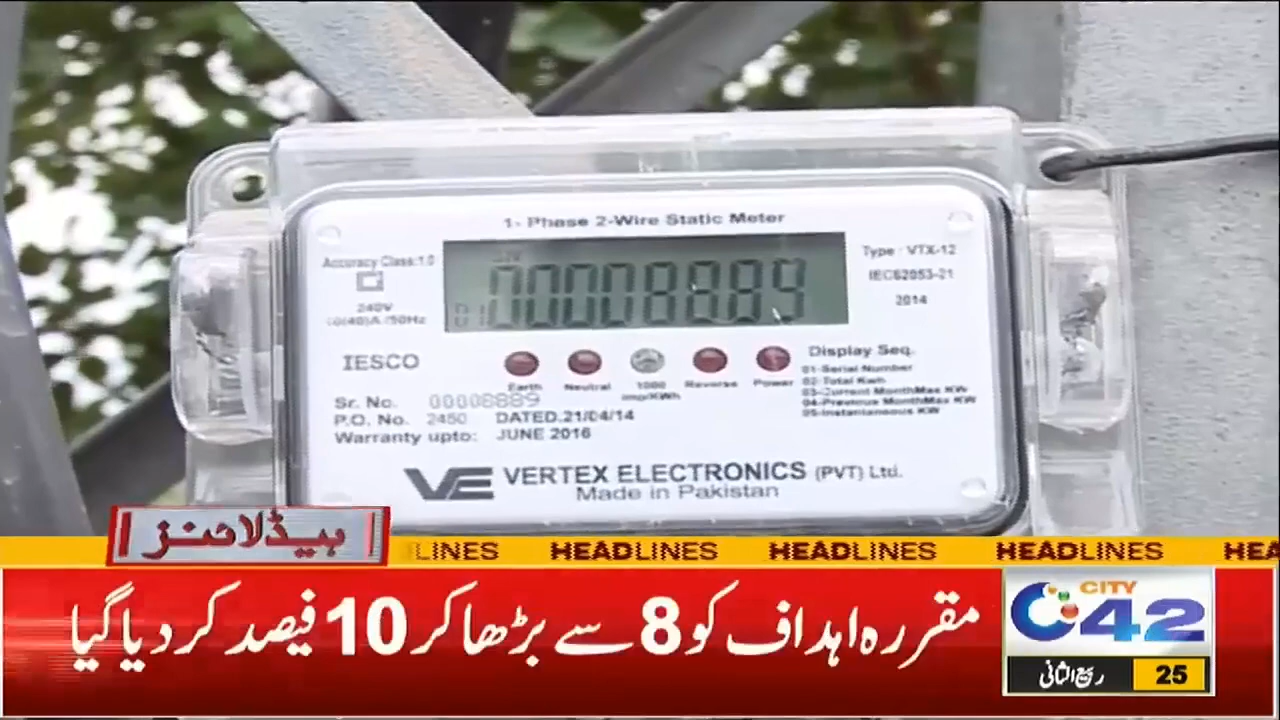 1- Phase 2-Wire Static Meter
Accuracy Class:1.0
240V
10(40)A /50Hz
01 00008889
Type : VTX-12
IEC62053-21
2014
IESCO
Earth Neutral 1000 imp/KWh Reverse Power
Display Seq.
01-Serial Number
02-Total Kwh
03-Current MonthMax KW
04-Previous MonthMax KW
05-Instantaneous KW
Sr. No. 00008889
P.O. No. 2450 DATED.21/04/14
Warranty upto: JUNE 2016
VE VERTEX ELECTRONICS (PVT) Ltd.
Made in Pakistan
ہیڈلائنز
LINES HEADLINES HEADLINES HEADLINES HEA
مقررہ اہداف کو 8 سے بڑھا کر 10 فیصد کر دیا گیا
CITY
42
ربیع الثانی 25